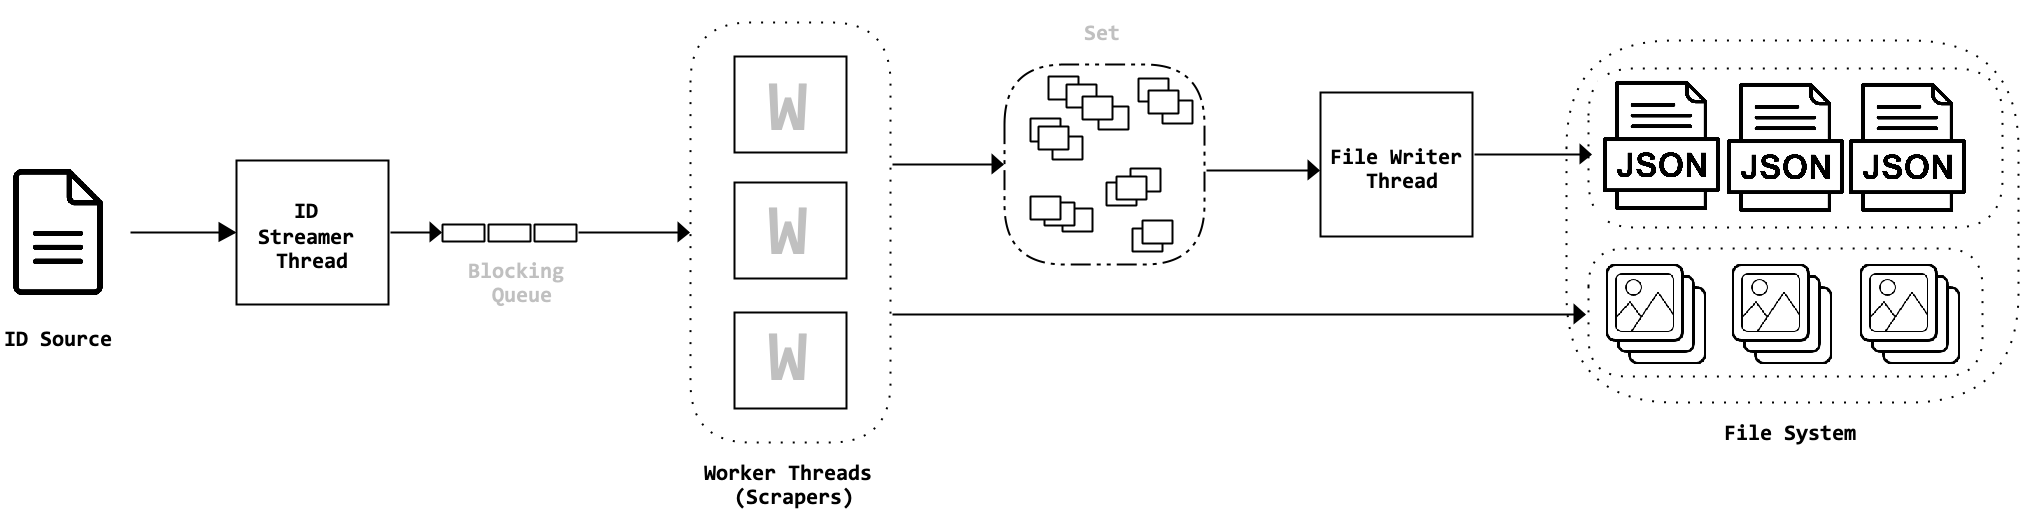 ID Source
ID
Streamer
Thread
Blocking
Queue
W
W
W
Worker Threads
(Scrapers)
Set
File Writer
Thread
JSON
JSON
JSON
File System